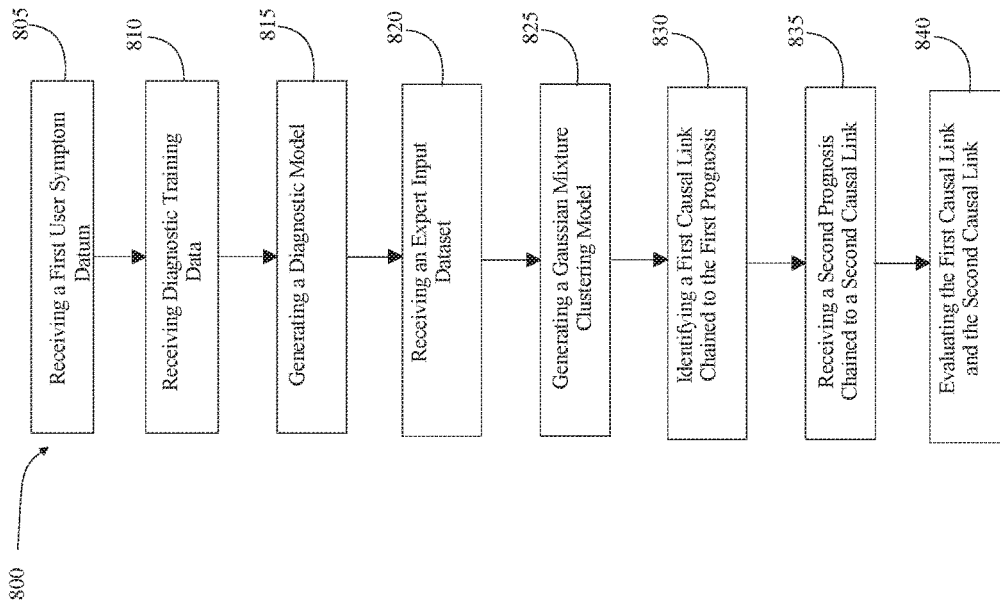 800
805
Receiving a First User Symptom
Datum
810
Receiving Diagnostic Training
Data
815
Generating a Diagnostic Model
820
Receiving an Expert Input
Dataset
825
Generating a Gaussian Mixture
Clustering Model
830
Identifying a First Causal Link
Chained to the First Prognosis
835
Receiving a Second Prognosis
Chained to a Second Causal Link
840
Evaluating the First Causal Link
and the Second Causal Link